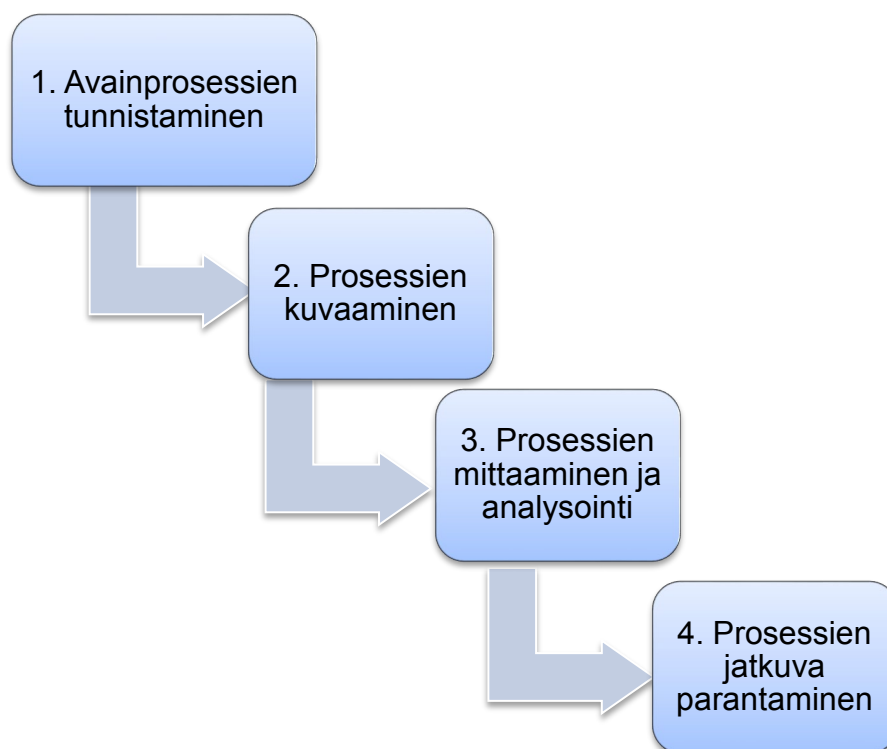 1. Avainprosessien
tunnistaminen
2. Prosessien
kuvaaminen
3. Prosessien
mittaaminen ja
analysointi
4. Prosessien
jatkuva
parantaminen